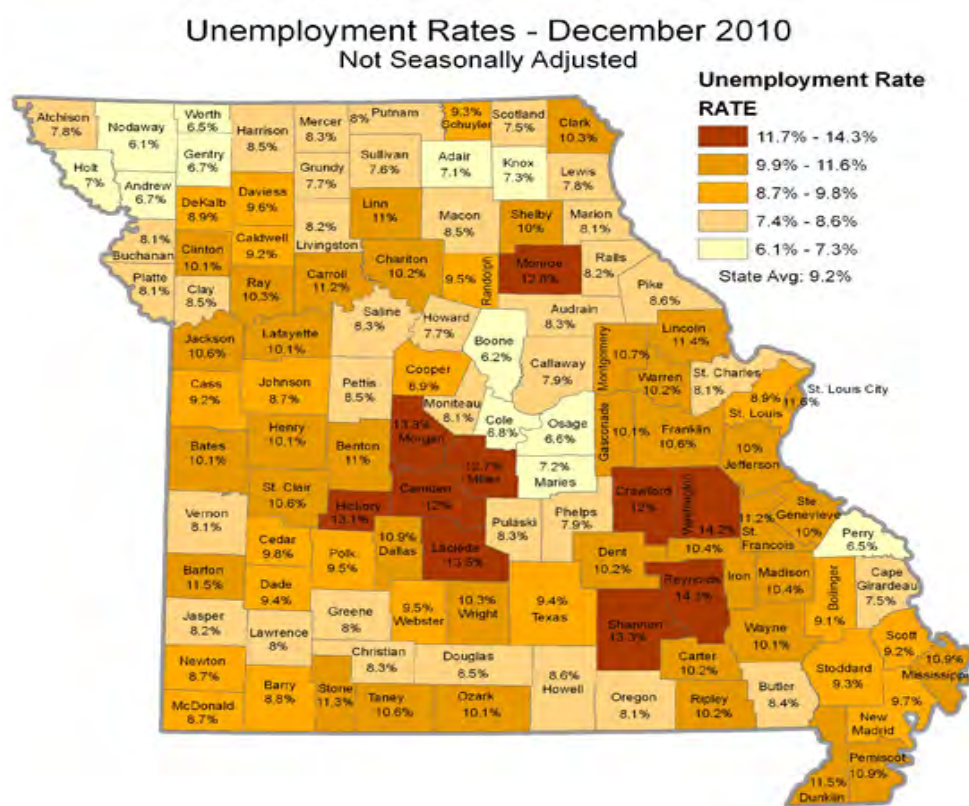 Unemployment Rates - December 2010
Not Seasonally Adjusted
Unemployment Rate
RATE
11.7% - 14.3%
9.9% - 11.6%
8.7% - 9.8%
7.4% - 8.6%
6.1% - 7.3%
State Avg: 9.2%
Atchison
7.8%
Nodaway
6.1%
Worth
6.5%
Gentry
6.7%
Harrison
8.5%
Mercer
8.3%
8%
Putnam
9.3%
Schuyler
Scotland
7.5%
Clark
10.3%
Holt
7%
Andrew
6.7%
DeKalb
8.9%
Daviess
9.6%
Grundy
7.7%
Sullivan
7.6%
Adair
7.1%
Knox
7.3%
Lewis
7.8%
Linn
11%
Macon
8.5%
Shelby
10%
Marion
8.1%
8.1%
Buchanan
Clinton
10.1%
Caldwell
9.2%
8.2%
Livingston
Chariton
10.2%
9.5%
Randolph
Monroe
Ralls
8.2%
Platte
8.1%
Clay
8.5%
Ray
10.3%
Carroll
11.2%
Pike
8.6%
Saline
8.3%
Howard
7.7%
Boone
6.2%
Audrain
8.3%
Callaway
7.9%
Montgomery
10.7%
Lincoln
11.4%
Warren
10.2%
St. Charles
8.1%
St. Louis City
11.6%
8.9%
St. Louis
Jackson
10.6%
Lafayette
10.1%
Cass
9.2%
Johnson
8.7%
Pettis
8.5%
Cooper
8.9%
Moniteau
8.1%
Cole
6.8%
Osage
6.6%
Gasconade
10.1%
Franklin
10.6%
10%
Jefferson
Bates
10.1%
Henry
10.1%
Benton
11%
13.3%
Morgan
12.7%
Miller
7.2%
Maries
St. Clair
10.6%
Hickory
13.1%
Camden
12%
Crawford
12%
Washington
14.2%
11.2%
St.
Francois
Ste
Genevieve
10%
Perry
6.5%
Vernon
8.1%
Cedar
9.8%
Polk
9.5%
10.9%
Dallas
Laclede
13.5%
Pulaski
8.3%
Phelps
7.9%
Dent
10.2%
10.4%
Iron
Madison
10.4%
Bolinger
9.1%
Cape
Girardeau
7.5%
Barton
11.5%
Dade
9.4%
Jasper
8.2%
Lawrence
8%
Greene
8%
9.5%
Webster
10.3%
Wright
9.4%
Texas
Reynolds
Shannon
13.3%
Wayne
10.1%
Scott
9.2%
10.9%
Mississippi
Newton
8.7%
Christian
8.3%
Douglas
8.5%
8.6%
Howell
Carter
10.2%
Stoddard
9.3%
McDonald
8.7%
Barry
8.8%
Stone
11.3%
Taney
10.6%
Ozark
10.1%
Oregon
8.1%
Ripley
10.2%
Butler
8.4%
9.7%
New
Madrid
Pemiscot
10.9%
11.5%
Dunklin